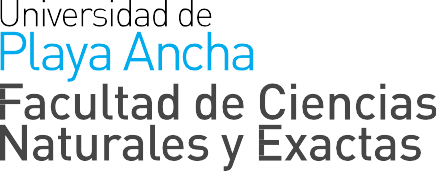 Universidad de
Playa Ancha
Facultad de Ciencias
Naturales y Exactas